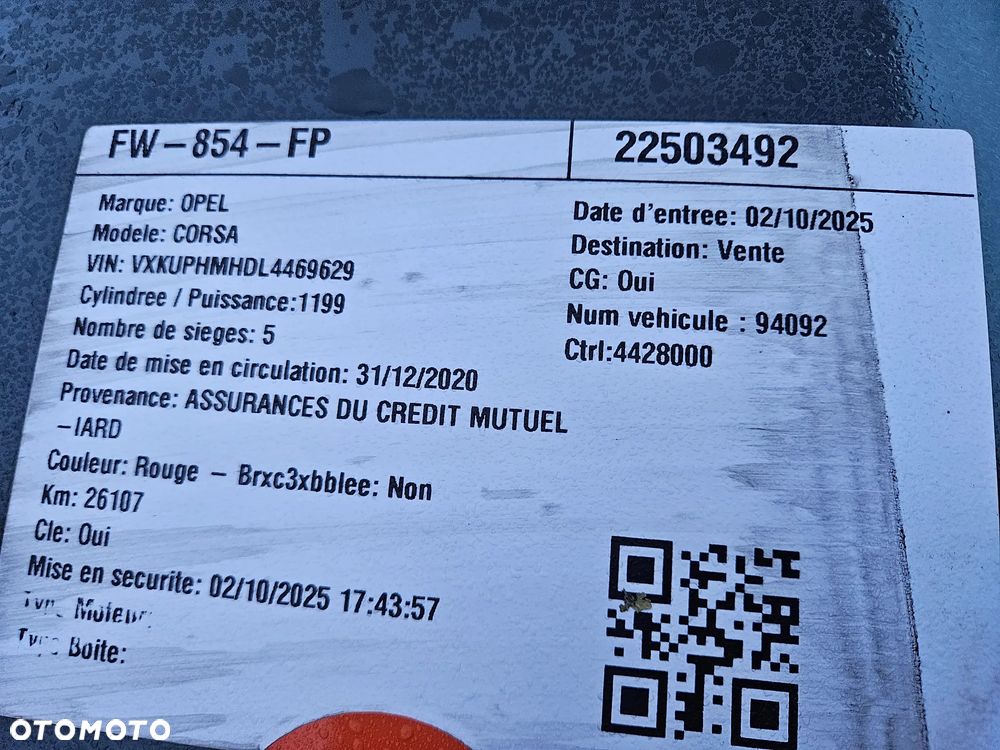 FW-854-FP
22503492
Marque: OPEL
Modele: CORSA
VIN: VXKUPHMHDL4469629
Cylindree / Puissance:1199
Nombre de sieges: 5
Date de mise en circulation: 31/12/2020
Provenance: ASSURANCES DU CREDIT MUTUEL
-IARD
Couleur: Rouge - Brxc3xbblee: Non
Km: 26107
Cle: Oui
Mise en securite: 02/10/2025 17:43:57
Type Moteur:
Type Boite:
Date d'entree: 02/10/2025
Destination: Vente
CG: Oui
Num vehicule : 94092
Ctrl:4428000
OTOMOTO